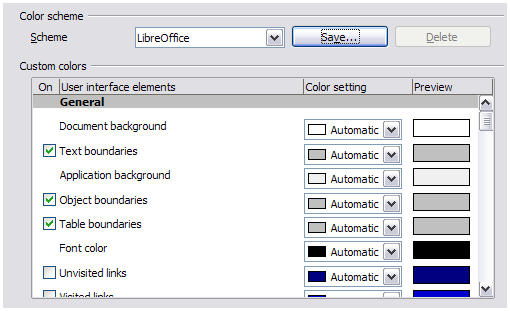 Color scheme
Scheme LibreOffice Save... Delete
Custom colors
On User interface elements Color setting Preview
General
Document background Automatic
Text boundaries Automatic
Application background Automatic
Object boundaries Automatic
Table boundaries Automatic
Font color Automatic
Unvisited links Automatic
Visited links